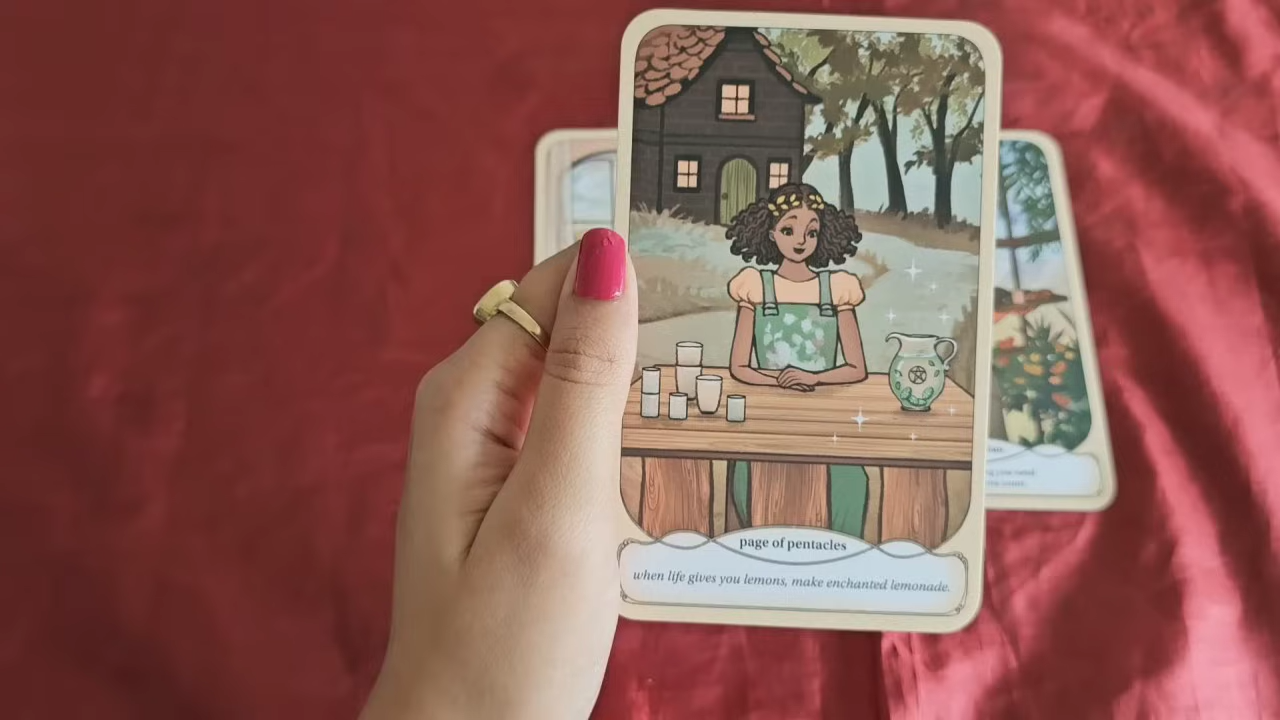 page of pentacles
when life gives you lemons, make enchanted lemonade.